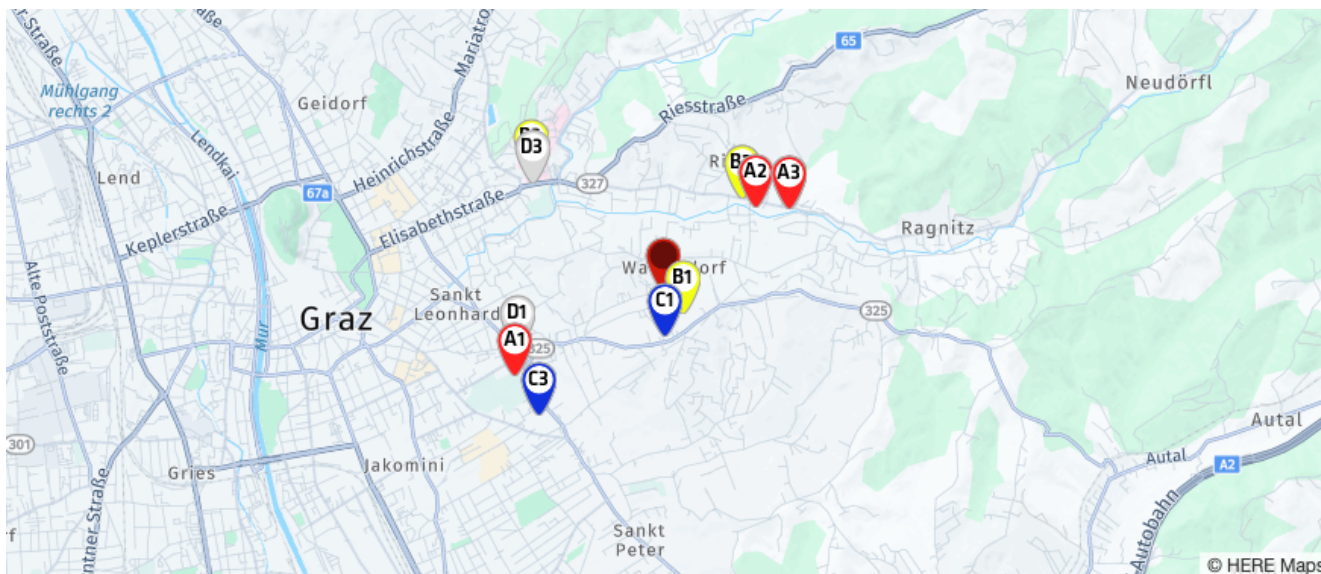 65
Mariatro
Neudörfl
Mühlgang
rechts 2
Geidorf
Riesstraße
Lendkai
Heinrichstraße
D3
A2
A3
327
Lend
67a
Elisabethstraße
Keplerstraße
Ragnitz
Alte Poststraße
B1
Sankt
Leonhard
C1
D1
325
Graz
A1
325
Mur
C3
Autal
301
Jakomini
Autal
Gries
A2
Sankt
Peter
Autobahn
© HERE Maps